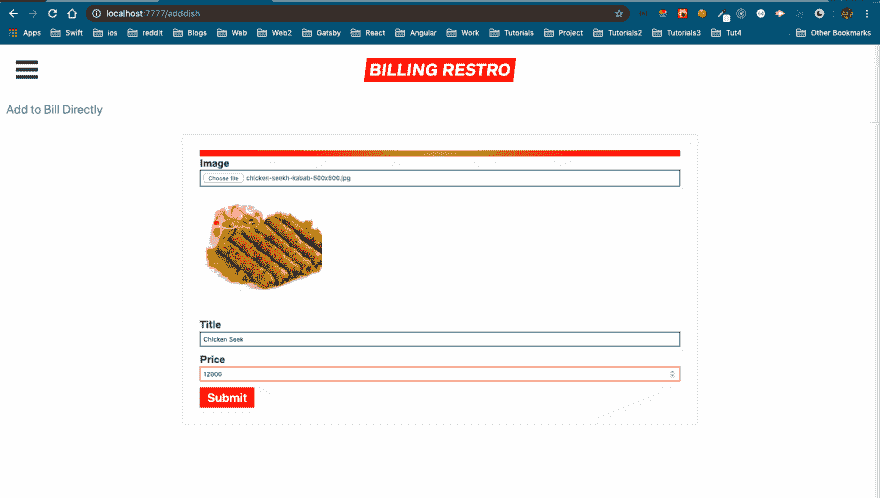 localhost:7777/adddish
Apps Swift ios reddit Blogs Web Web2 Gatsby React Angular Work Tutorials Project Tutorials2 Tutorials3 Tut4 Other Bookmarks
BILLING RESTRO
Add to Bill Directly
Image
Choose file chicken-seekh-kabab-500x500.jpg
Title
Chicken Seek
Price
12000
Submit